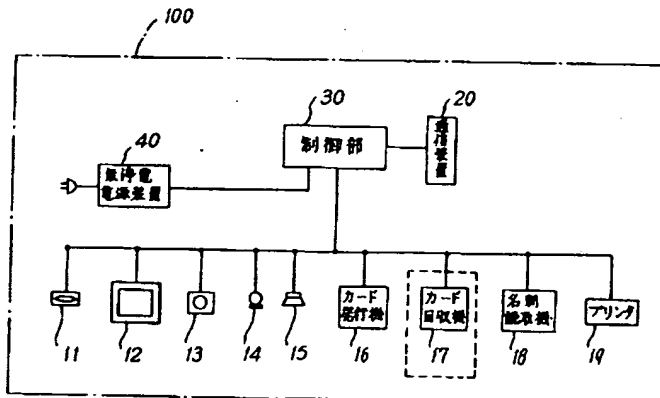 100
30
20
制御部
通信装置
40
無停電
電源装置
カード
発行機
カード
回収機
名刺
読取機
プリンタ
11
12
13
14
15
16
17
18
19